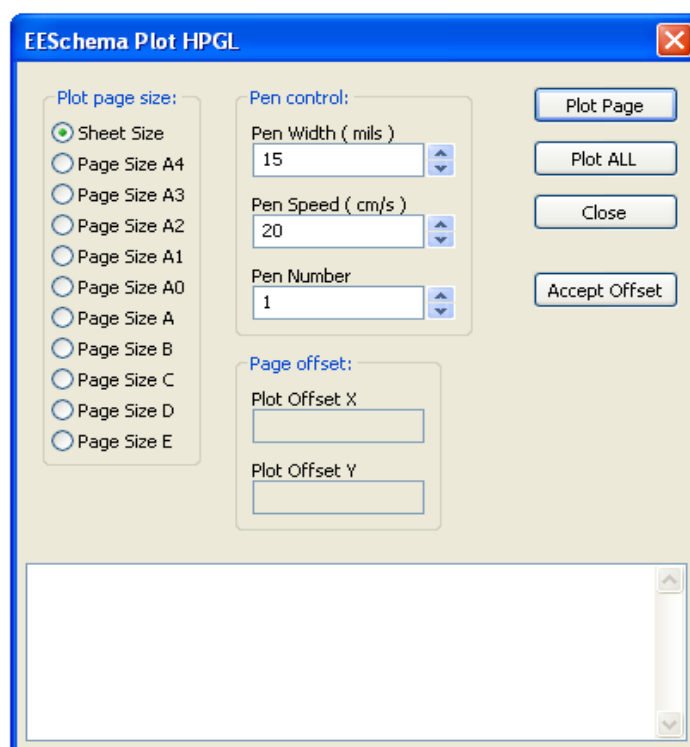 EESchema Plot HPGL
Plot page size:
Sheet Size
Page Size A4
Page Size A3
Page Size A2
Page Size A1
Page Size A0
Page Size A
Page Size B
Page Size C
Page Size D
Page Size E
Pen control:
Pen Width ( mils )
15
Pen Speed ( cm/s )
20
Pen Number
1
Page offset:
Plot Offset X
Plot Offset Y
Plot Page
Plot ALL
Close
Accept Offset